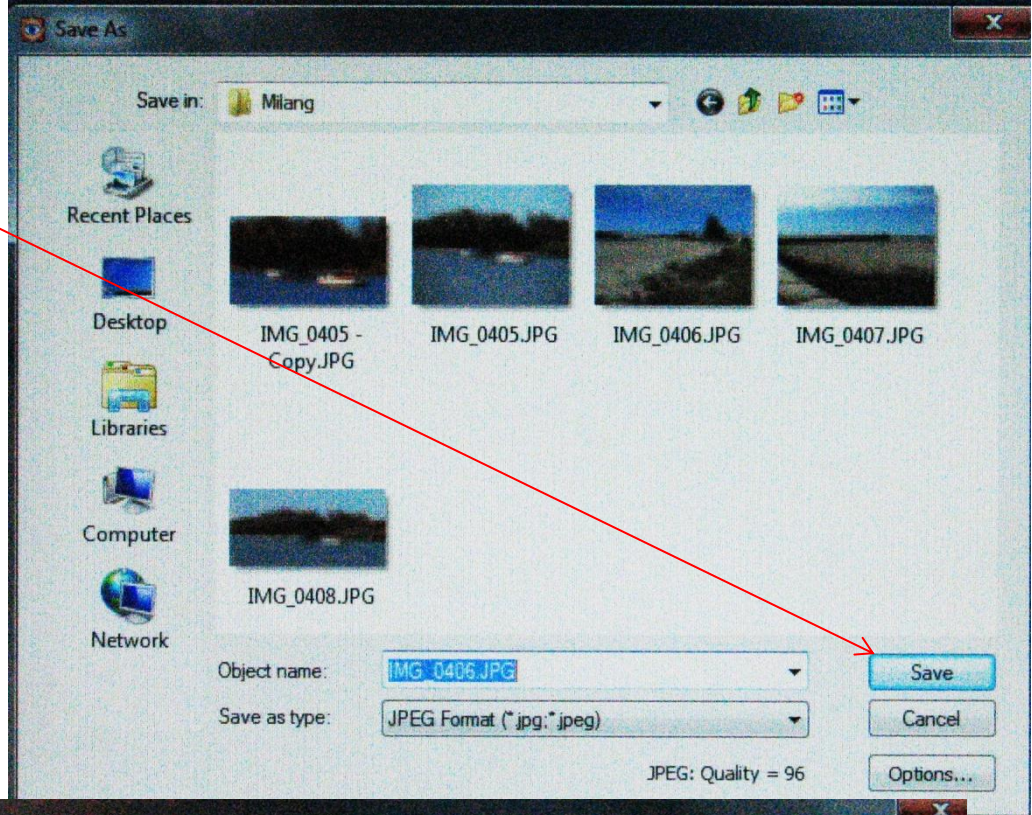 Save As
Save in: Milang
Recent Places
Desktop
Libraries
Computer
Network
IMG_0405 -
Copy.JPG
IMG_0405.JPG
IMG_0406.JPG
IMG_0407.JPG
IMG_0408.JPG
Object name: IMG_0406.JPG
Save as type: JPEG Format (*.jpg;*.jpeg)
JPEG: Quality = 96
Save
Cancel
Options...